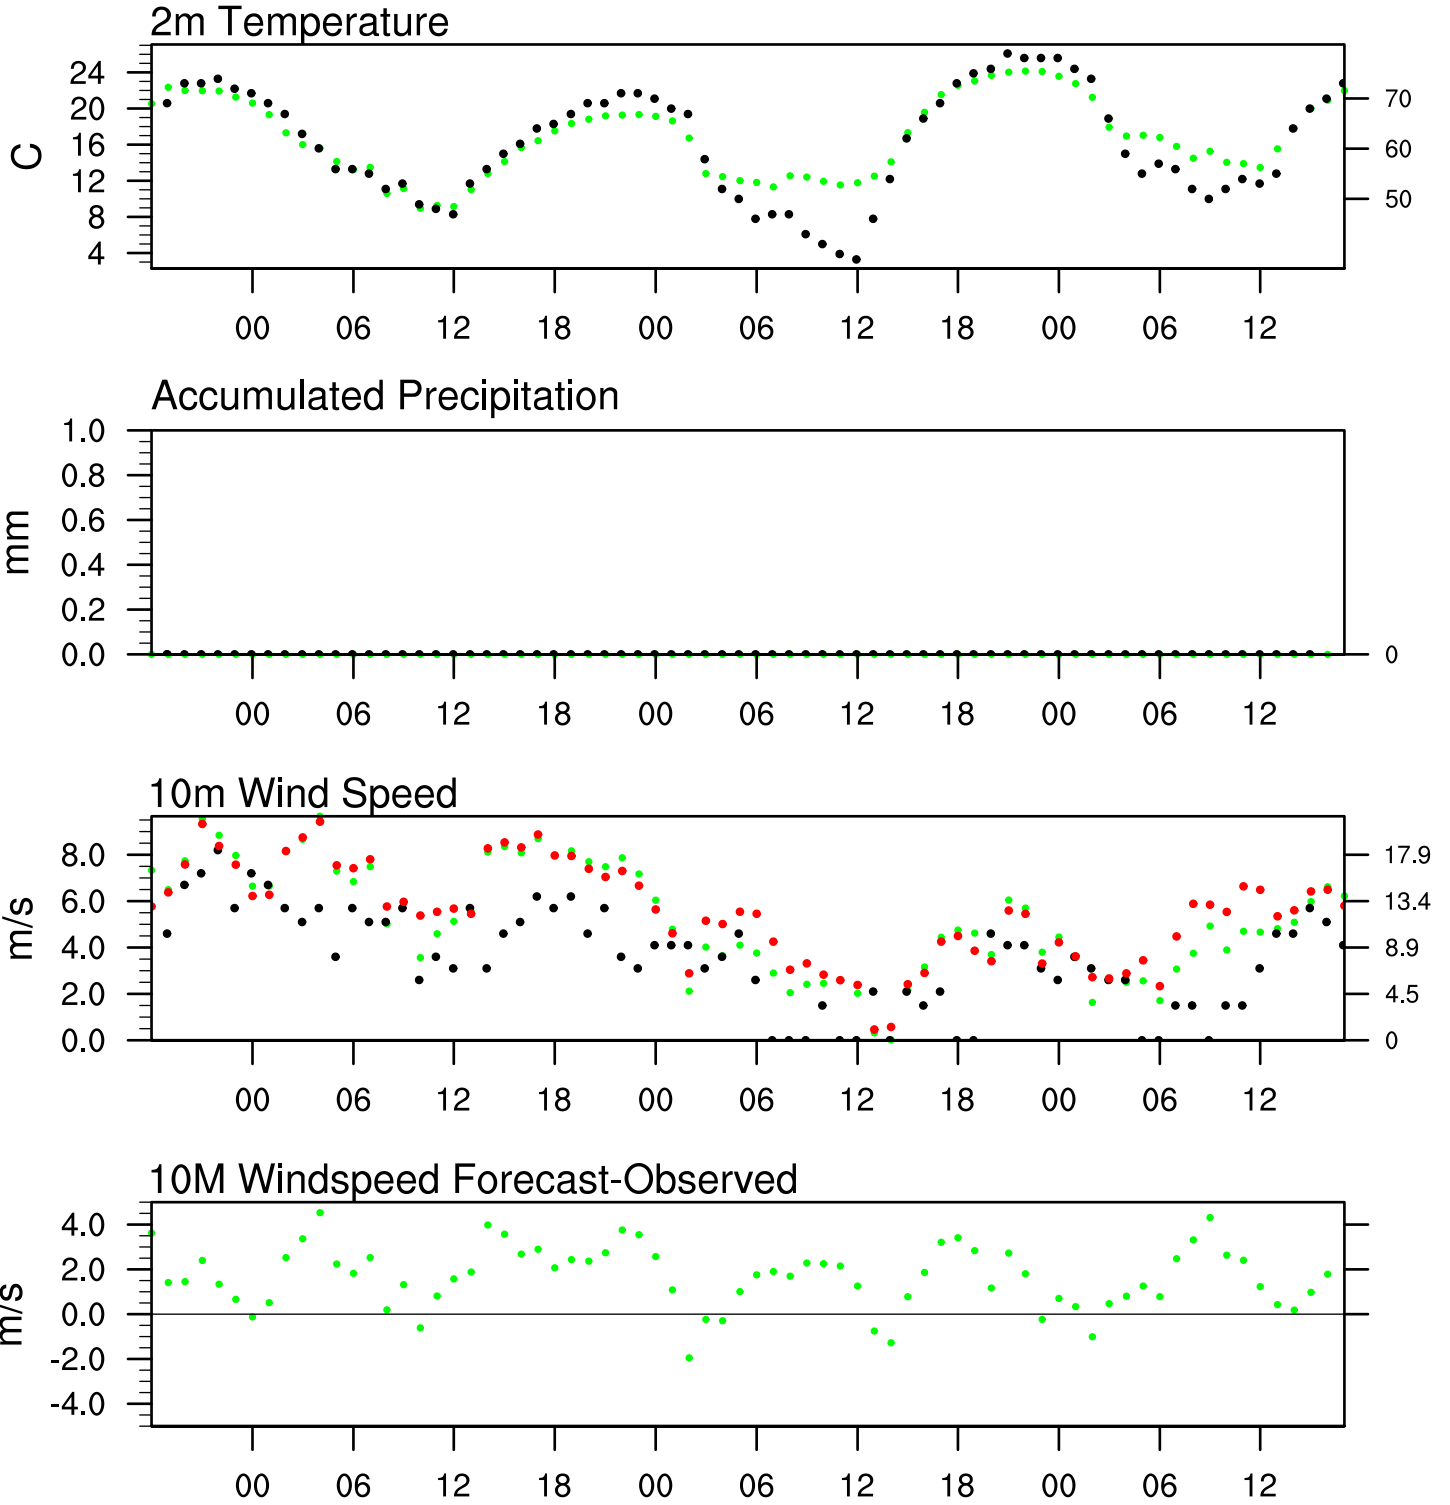 2m Temperature
24
20
16
12
8
4
C
70
60
50
00 06 12 18 00 06 12 18 00 06 12
Accumulated Precipitation
1.0
0.8
0.6
0.4
0.2
0.0
mm
0
00 06 12 18 00 06 12 18 00 06 12
10m Wind Speed
8.0
6.0
4.0
2.0
0.0
m/s
17.9
13.4
8.9
4.5
0
00 06 12 18 00 06 12 18 00 06 12
10M Windspeed Forecast-Observed
4.0
2.0
0.0
-2.0
-4.0
m/s
00 06 12 18 00 06 12 18 00 06 12